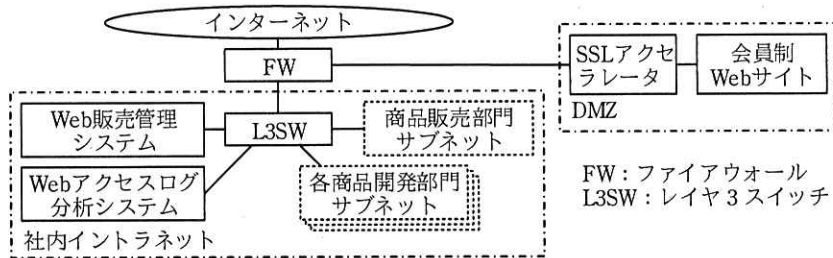 インターネット
FW
SSLアクセ
ラレータ
会員制
Webサイト
DMZ
Web販売管理
システム
L3SW
商品販売部門
サブネット
Webアクセスログ
分析システム
各商品開発部門
サブネット
社内イントラネット
FW：ファイアウォール
L3SW：レイヤ3スイッチ